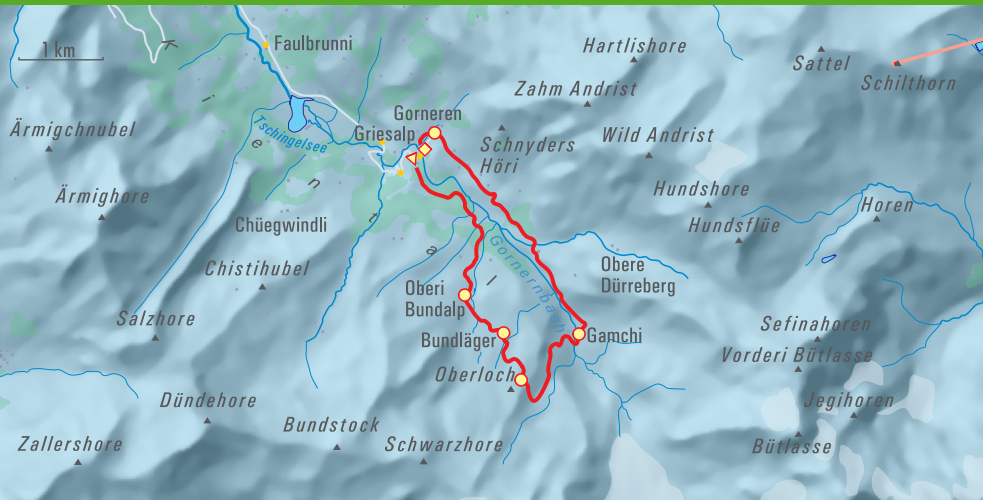 Faulbrunni
1 km
Hartlishore
Sattel
Schilthorn
Zahm Andrist
Gorneren
Griesalp
Tschingelsee
Ärmigchnubel
Schnyders
Höri
Wild Andrist
Kiental
Ärmighore
Hundshore
Horen
Hundsflüe
Chüegwindli
Gornernbach
Chistihubel
Obere
Dürreberg
Oberi
Bundalp
Salzhore
Sefinahoren
Bundläger
Gamchi
Vorderi Bütlasse
Oberloch
Dündehore
Jegihoren
Bundstock
Zallershore
Schwarzhore
Bütlasse